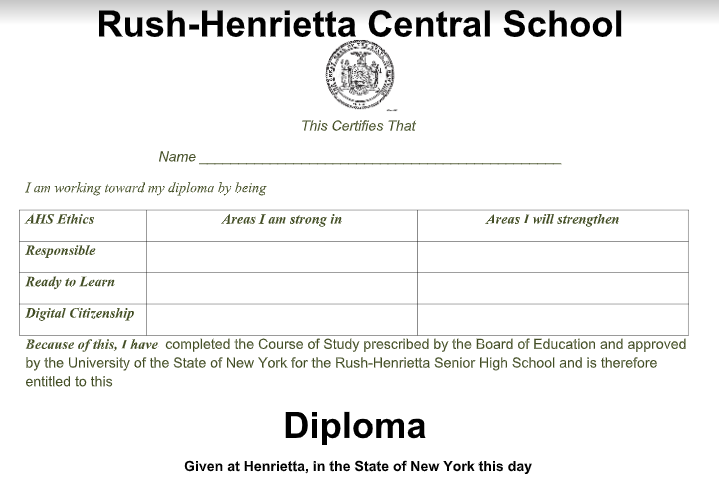 Rush-Henrietta Central School
This Certifies That
Name
I am working toward my diploma by being
AHS Ethics Areas I am strong in Areas I will strengthen
Responsible
Ready to Learn
Digital Citizenship
Because of this, I have completed the Course of Study prescribed by the Board of Education and approved
by the University of the State of New York for the Rush-Henrietta Senior High School and is therefore
entitled to this
Diploma
Given at Henrietta, in the State of New York this day